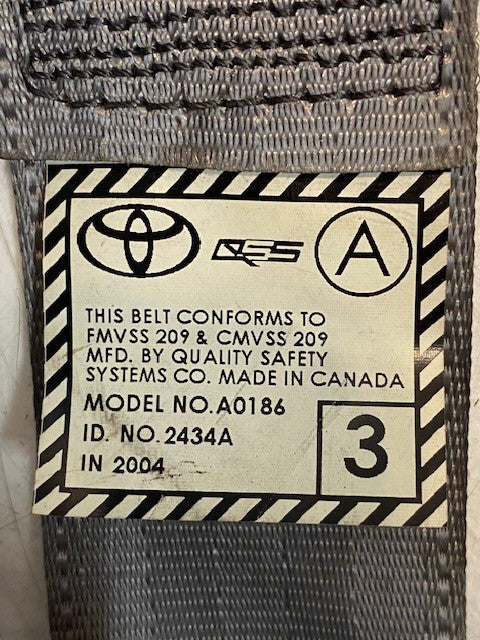 QSS A
THIS BELT CONFORMS TO
FMVSS 209 & CMVSS 209
MFD. BY QUALITY SAFETY
SYSTEMS CO. MADE IN CANADA
MODEL NO. A0186
ID. NO. 2434A
IN 2004
3